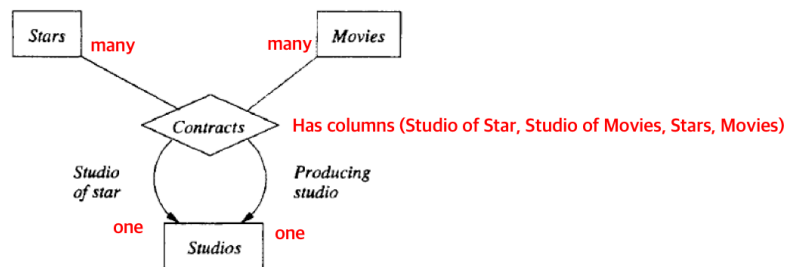 Stars
many
many
Movies
Contracts
Has columns (Studio of Star, Studio of Movies, Stars, Movies)
Studio
of star
Producing
studio
one
Studios
one